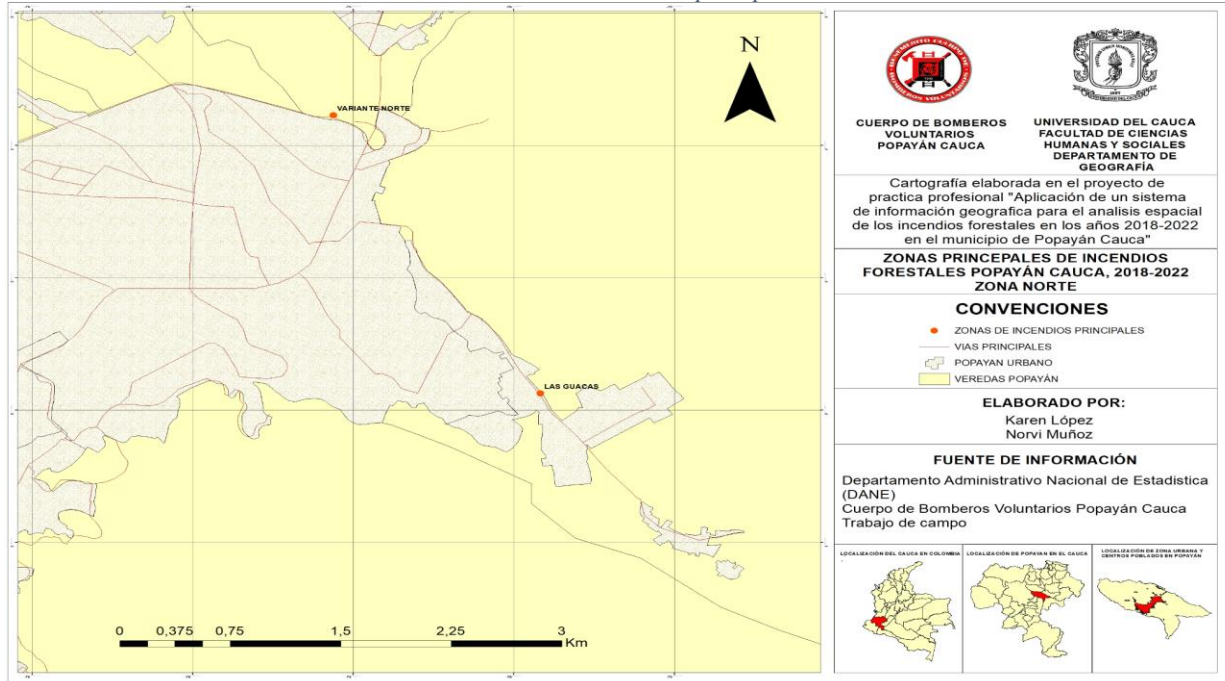 N
VARIANTE NORTE
LAS GUACAS
0 0,375 0,75 1,5 2,25 3
Km
BENEMERITO CUERPO DE BOMBEROS VOLUNTARIOS
CUERPO DE BOMBEROS
VOLUNTARIOS
POPAYÁN CAUCA
UNIVERSIDAD DEL CAUCA
FACULTAD DE CIENCIAS
HUMANAS Y SOCIALES
DEPARTAMENTO DE
GEOGRAFÍA
Cartografía elaborada en el proyecto de
practica profesional "Aplicación de un sistema
de información geografica para el analisis espacial
de los incendios forestales en los años 2018-2022
en el municipio de Popayán Cauca"
ZONAS PRINCEPALES DE INCENDIOS
FORESTALES POPAYÁN CAUCA, 2018-2022
ZONA NORTE
CONVENCIONES
ZONAS DE INCENDIOS PRINCIPALES
VIAS PRINCIPALES
POPAYAN URBANO
VEREDAS POPAYÁN
ELABORADO POR:
Karen López
Norvi Muñoz
FUENTE DE INFORMACIÓN
Departamento Administrativo Nacional de Estadistica
(DANE)
Cuerpo de Bomberos Voluntarios Popayán Cauca
Trabajo de campo
LOCALIZACIÓN DEL CAUCA EN COLOMBIA
LOCALIZACIÓN DE POPAYAN EN EL CAUCA
LOCALIZACIÓN DE ZONA URBANA Y
CENTROS POBLADOS EN POPAYÁN